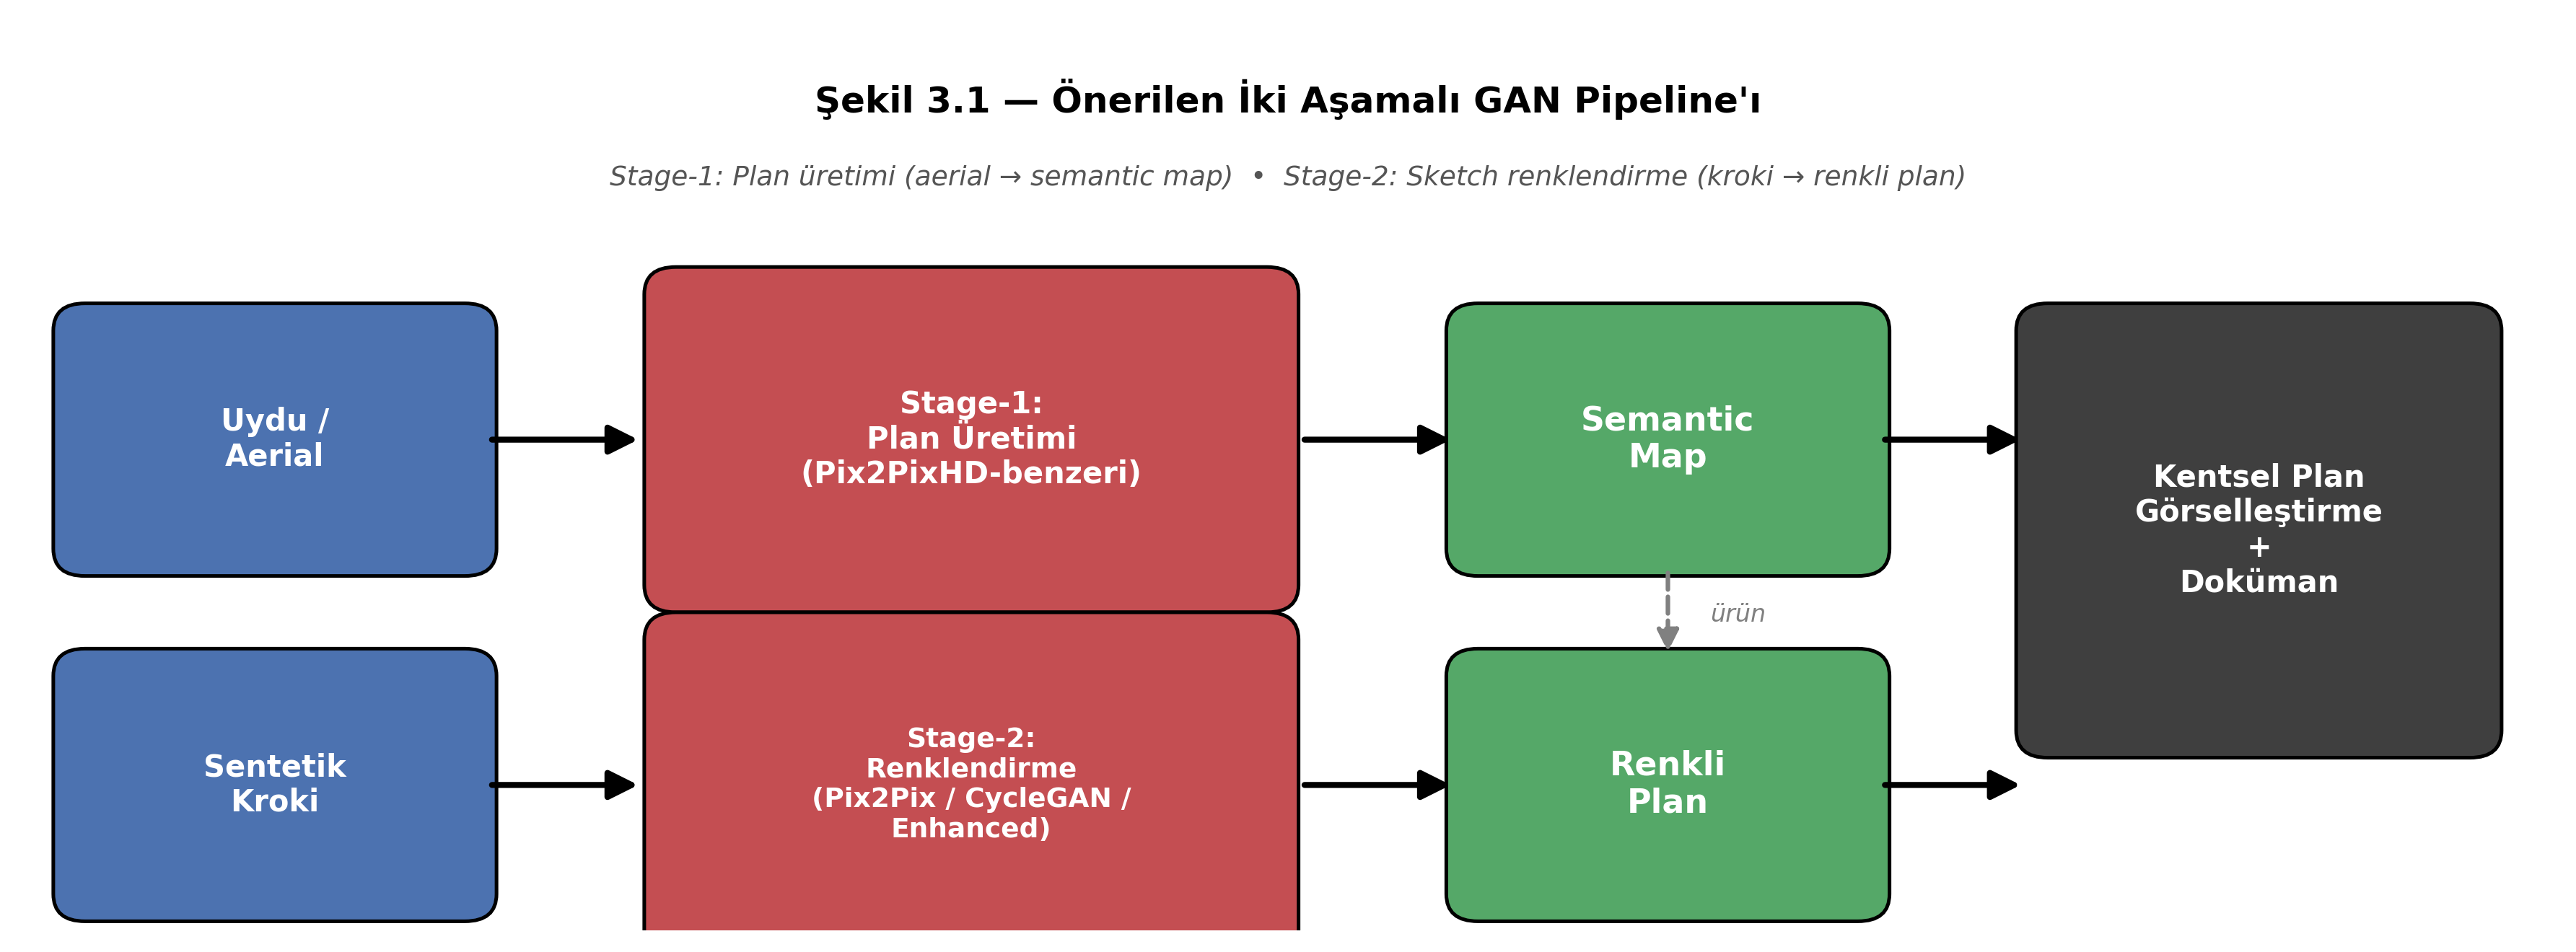 Şekil 3.1 — Önerilen İki Aşamalı GAN Pipeline'ı
Stage-1: Plan üretimi (aerial → semantic map)  •  Stage-2: Sketch renklendirme (kroki → renkli plan)
Uydu /
Aerial
Stage-1:
Plan Üretimi
(Pix2PixHD-benzeri)
Semantic
Map
Kentsel Plan
Görselleştirme
+
Doküman
ürün
Sentetik
Kroki
Stage-2:
Renklendirme
(Pix2Pix / CycleGAN /
Enhanced)
Renkli
Plan